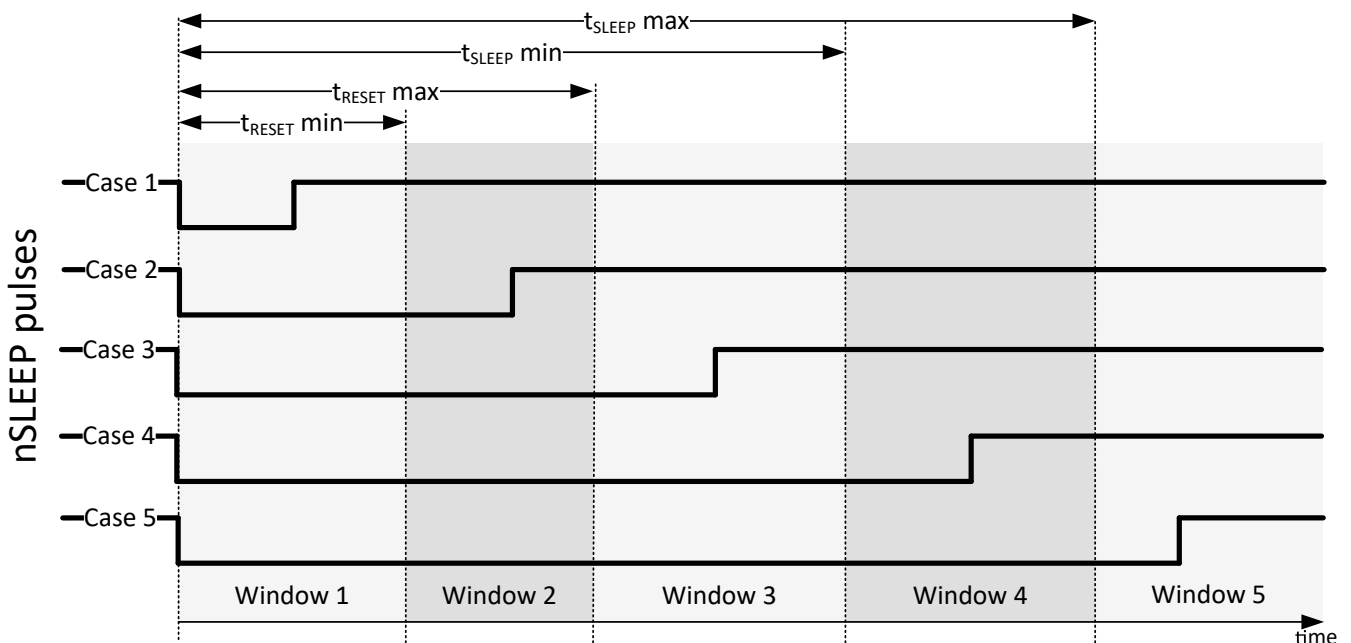 tSLEEP max
tSLEEP min
tRESET max
tRESET min
nSLEEP pulses
Case 1
Case 2
Case 3
Case 4
Case 5
Window 1
Window 2
Window 3
Window 4
Window 5
time